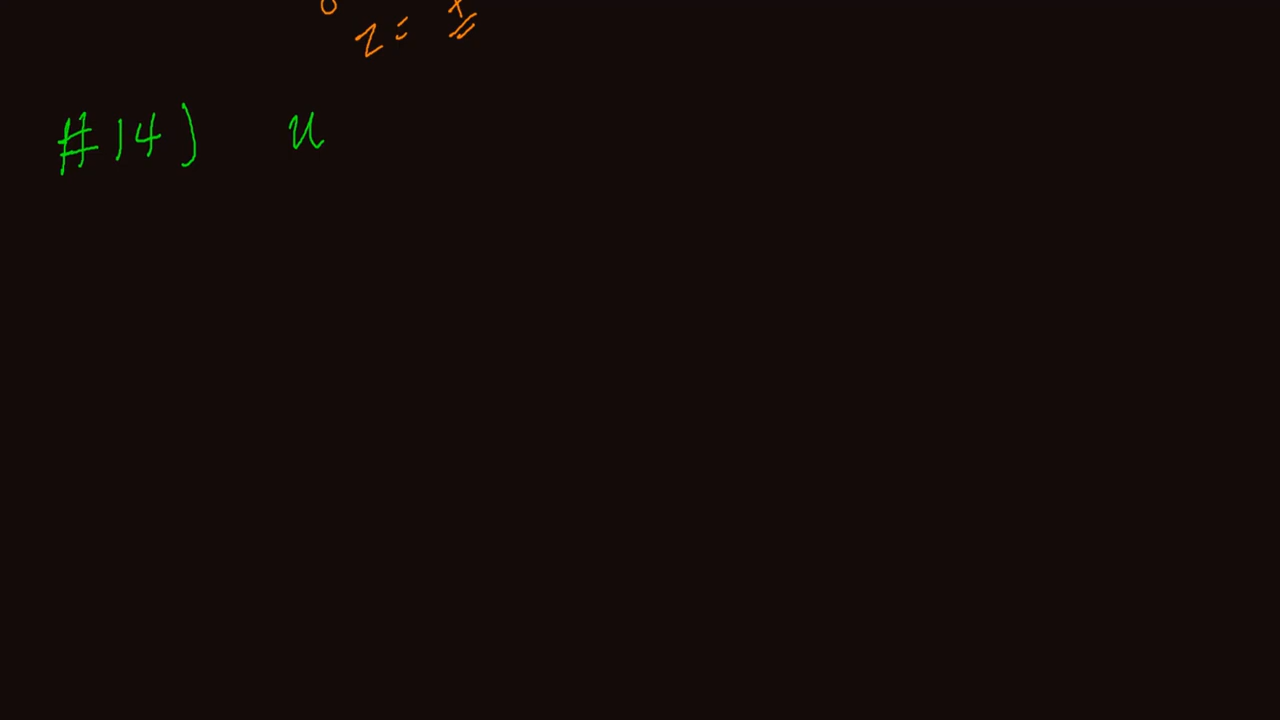 z =
#14) u